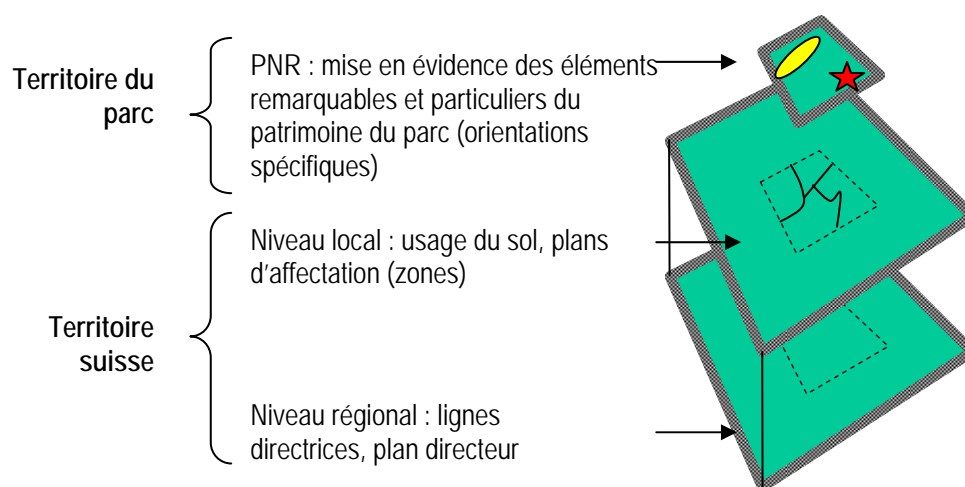 Territoire du
parc
PNR : mise en évidence des éléments
remarquables et particuliers du
patrimoine du parc (orientations
spécifiques)
Territoire
suisse
Niveau local : usage du sol, plans
d'affectation (zones)
Niveau régional : lignes
directrices, plan directeur